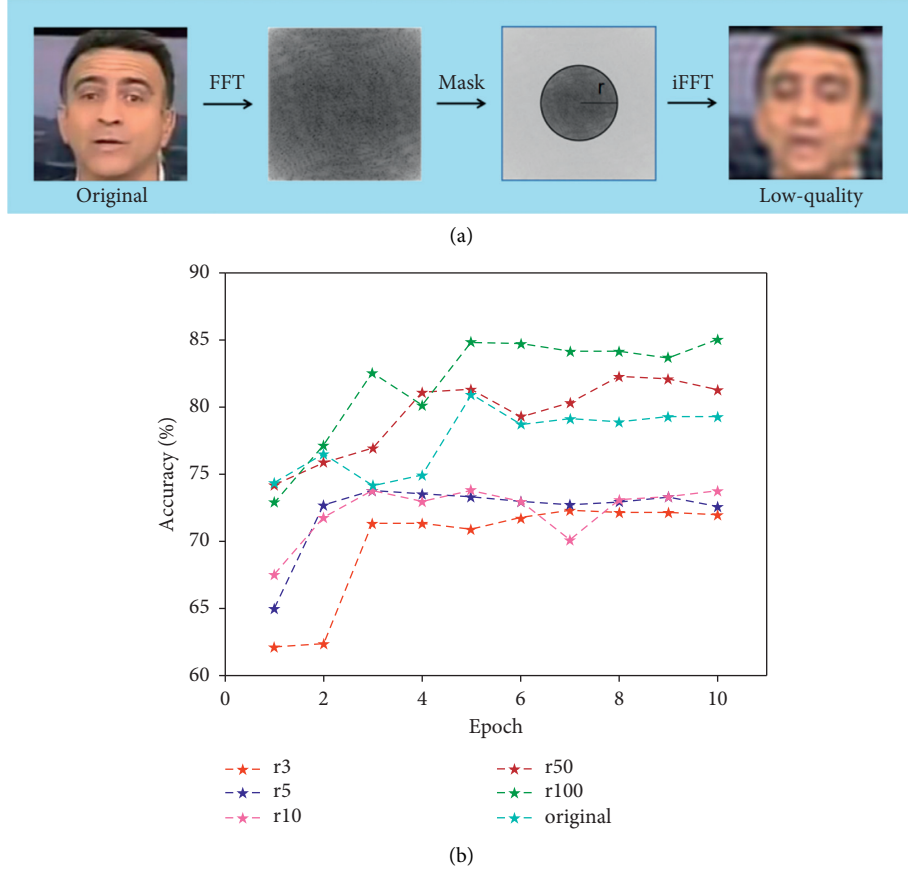 FFT
Mask
r
iFFT
Original
Low-quality
(a)
90
85
80
75
70
65
60
Accuracy (%)
0 2 4 6 8 10
Epoch
r3 r50
r5 r100
r10 original
(b)